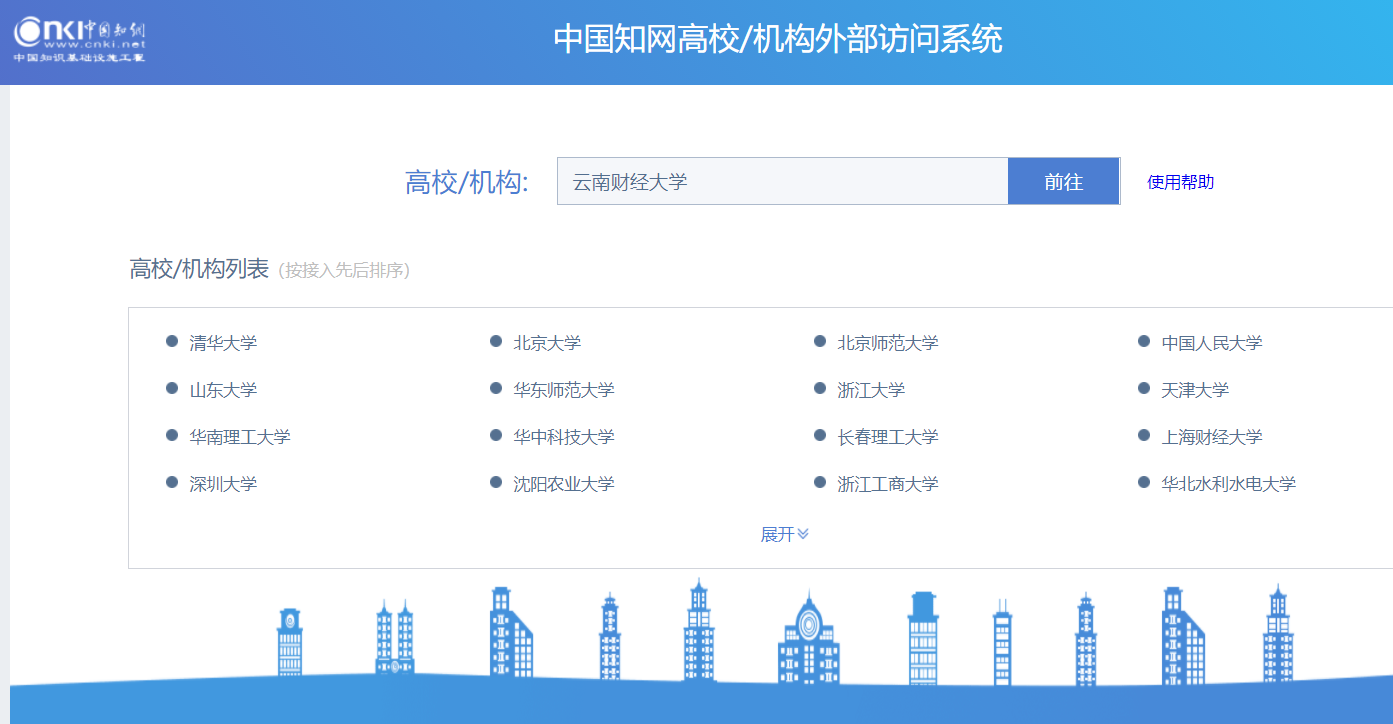 cnki中国知网
www.cnki.net
中国知识基础设施工程
中国知网高校/机构外部访问系统
高校/机构: 云南财经大学 前往 使用帮助
高校/机构列表 (按接入先后排序)
清华大学 北京大学 北京师范大学 中国人民大学
山东大学 华东师范大学 浙江大学 天津大学
华南理工大学 华中科技大学 长春理工大学 上海财经大学
深圳大学 沈阳农业大学 浙江工商大学 华北水利水电大学
展开